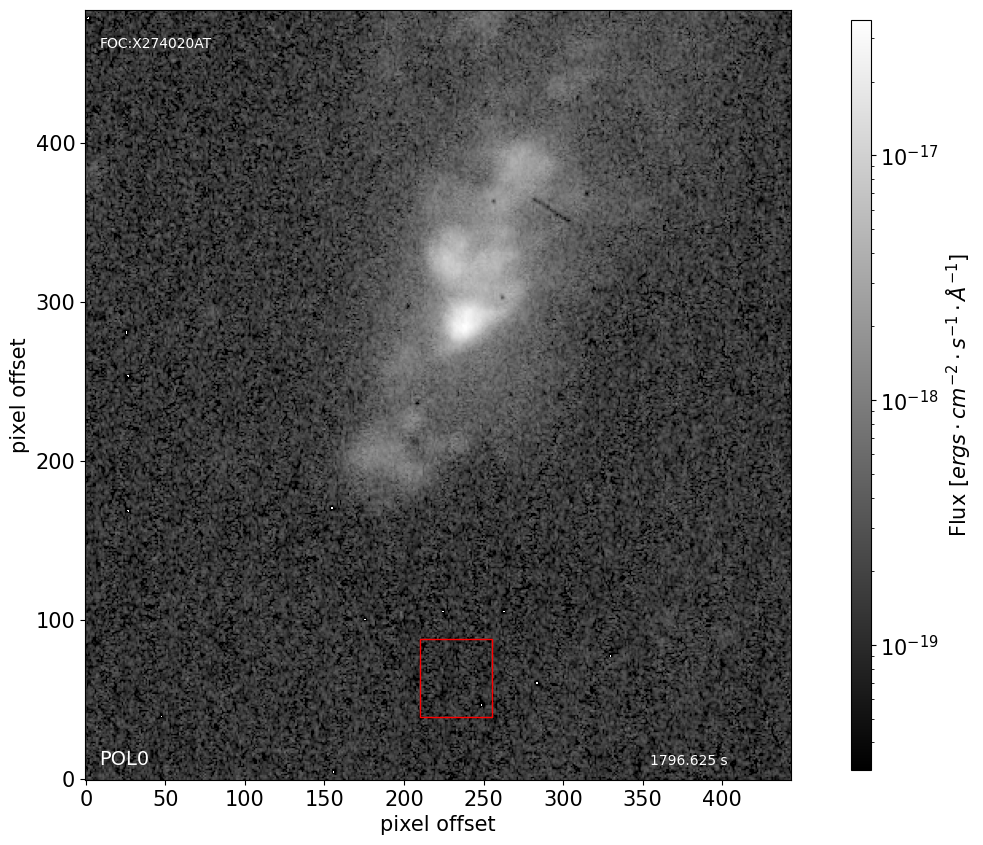 FOC:X274020AT
POL0
1796.625 s
400
300
200
100
0
0 50 100 150 200 250 300 350 400
pixel offset
pixel offset
10⁻¹⁷
10⁻¹⁸
10⁻¹⁹
Flux [ergs · cm⁻² · s⁻¹ · Å⁻¹]